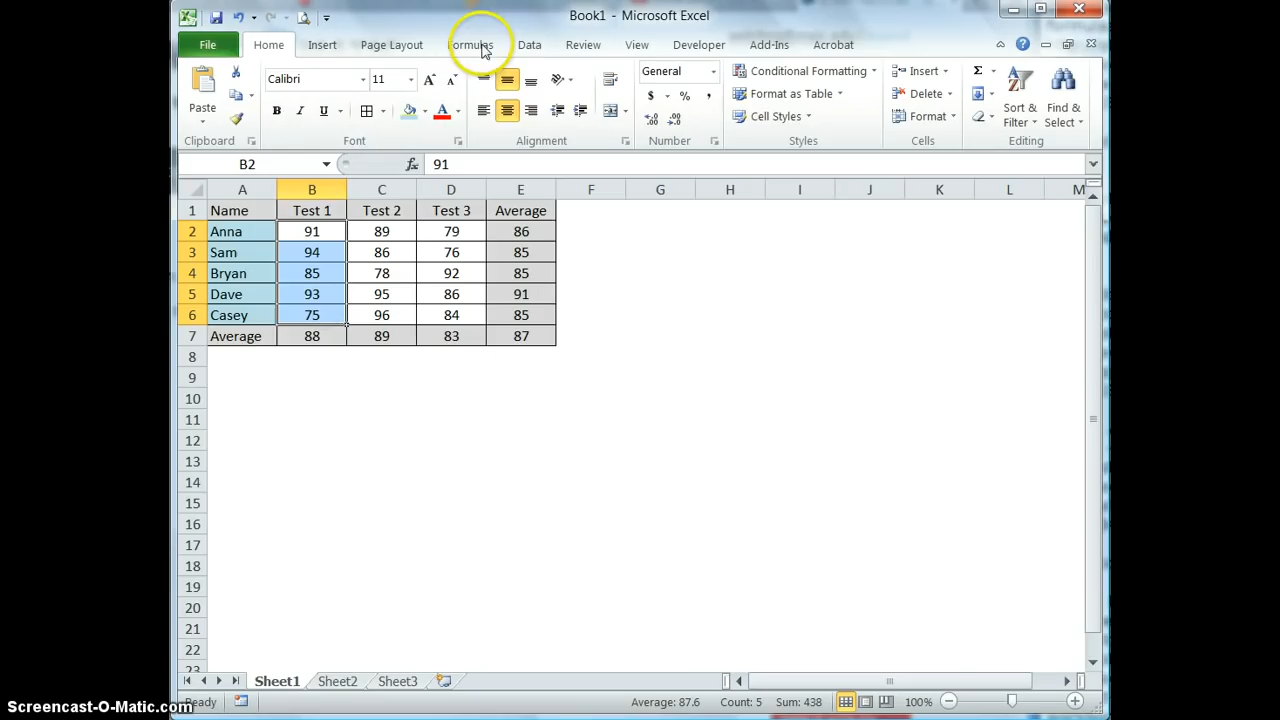 Book1 - Microsoft Excel
File Home Insert Page Layout Formulas Data Review View Developer Add-Ins Acrobat
Paste
Calibri 11
B I U
General
$ % ,
Conditional Formatting
Format as Table
Cell Styles
Insert
Delete
Format
Σ
Sort & Filter
Find & Select
Clipboard Font Alignment Number Styles Cells Editing
B2 fx 91
A B C D E F G H I J K L M
1 Name Test 1 Test 2 Test 3 Average
2 Anna 91 89 79 86
3 Sam 94 86 76 85
4 Bryan 85 78 92 85
5 Dave 93 95 86 91
6 Casey 75 96 84 85
7 Average 88 89 83 87
8
9
10
11
12
13
14
15
16
17
18
19
20
21
22
23
Sheet1 Sheet2 Sheet3
Ready Average: 87.6 Count: 5 Sum: 438 100%
Screencast-O-Matic.com